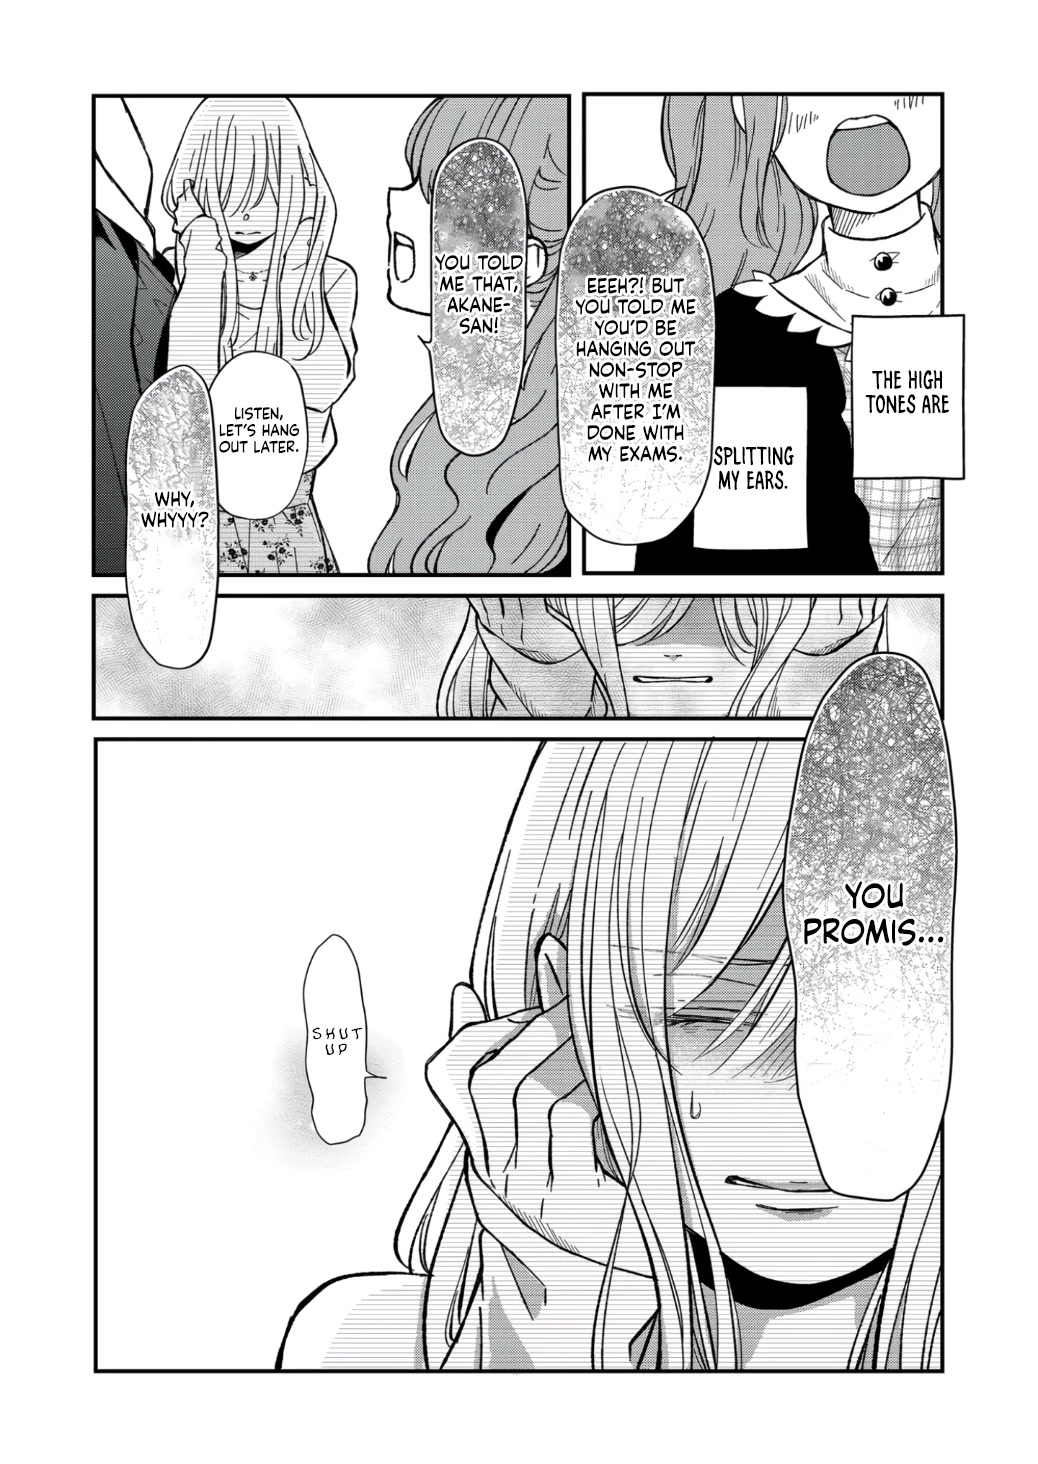 THE HIGH
TONES ARE
SPLITTING
MY EARS.
EEEH?! BUT
YOU TOLD ME
YOU'D BE
HANGING OUT
NON-STOP
WITH ME
AFTER I'M
DONE WITH
MY EXAMS.
YOU TOLD
ME THAT,
AKANE-
SAN!
LISTEN,
LET'S HANG
OUT LATER.
WHY,
WHYYY?
YOU
PROMIS...
SHUT
UP